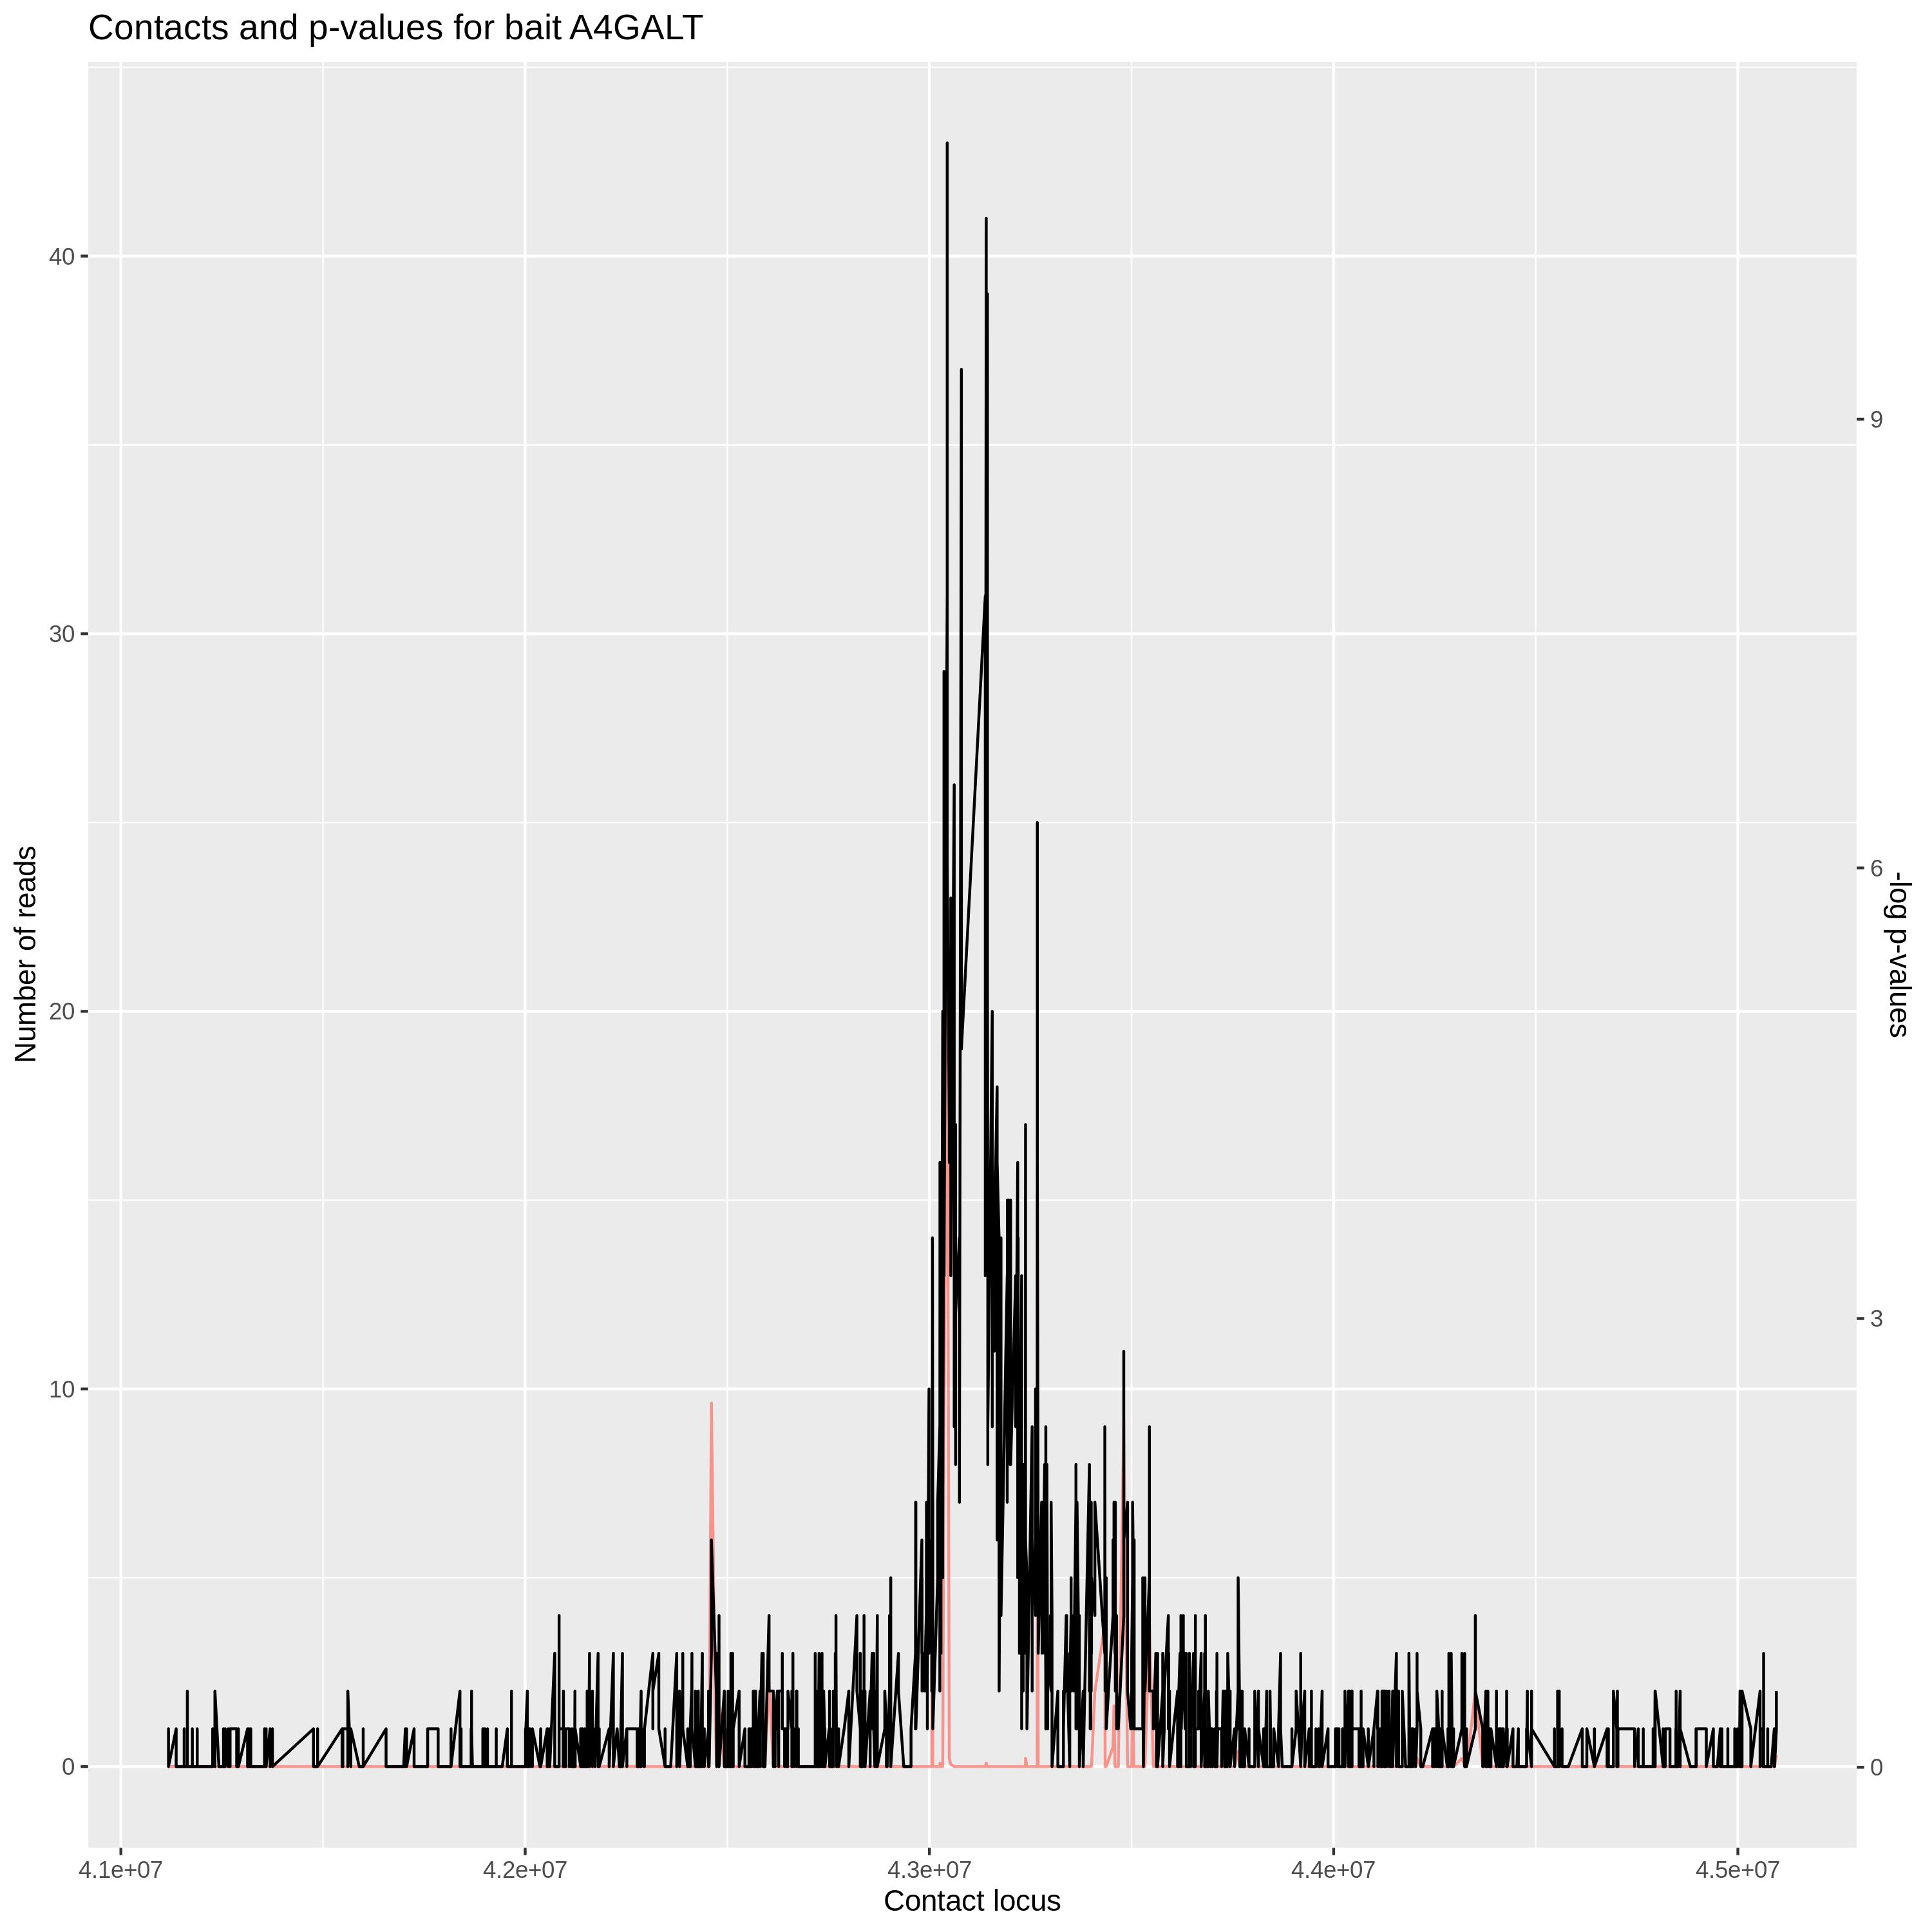 Contacts and p-values for bait A4GALT
40
30
20
10
0
Number of reads
9
6
3
0
-log p-values
4.1e+07
4.2e+07
4.3e+07
4.4e+07
4.5e+07
Contact locus